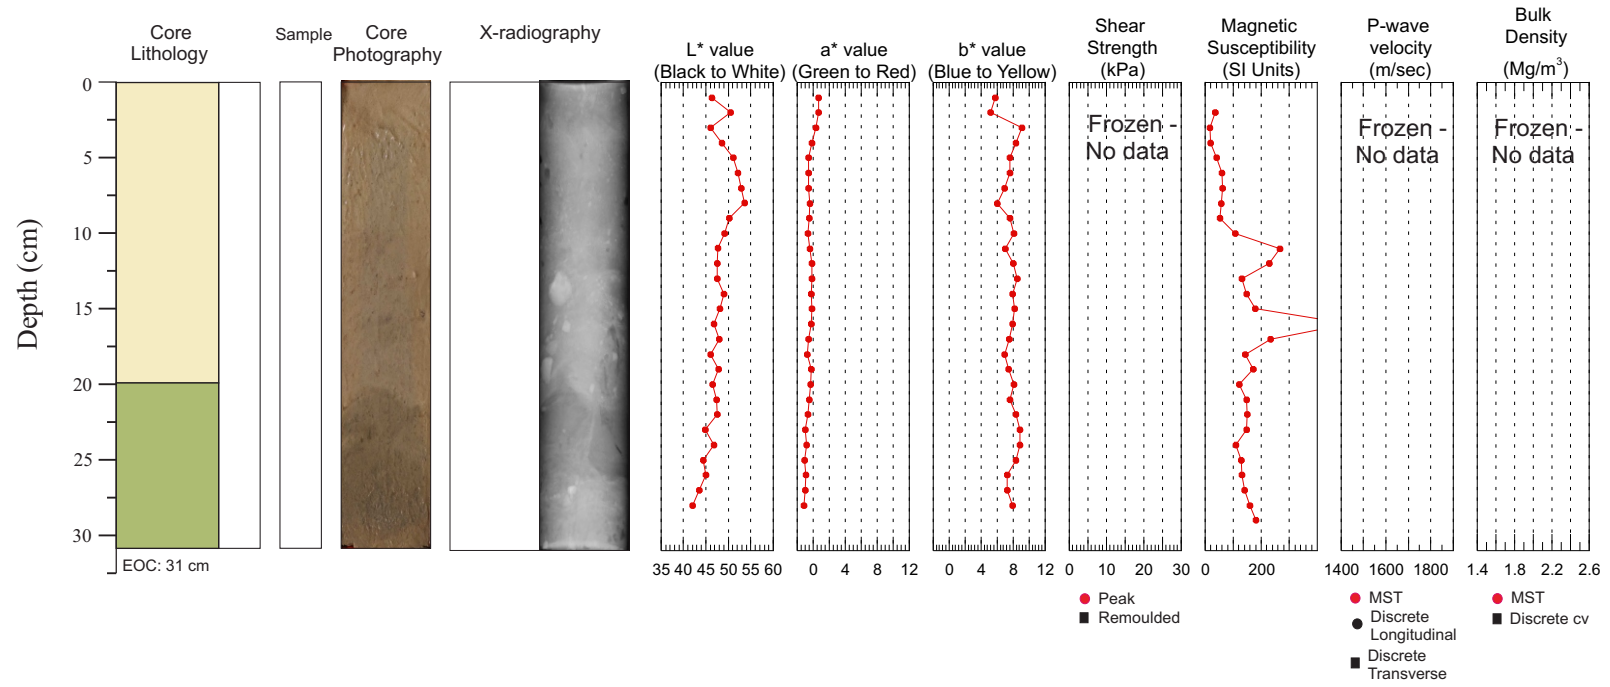 Core
Lithology
Sample
Core
Photography
X-radiography
L* value
(Black to White)
a* value
(Green to Red)
b* value
(Blue to Yellow)
Shear
Strength
(kPa)
Magnetic
Susceptibility
(SI Units)
P-wave
velocity
(m/sec)
Bulk
Density
(Mg/m³)
Depth (cm)
0
5
10
15
20
25
30
EOC: 31 cm
Frozen -
No data
Frozen -
No data
Frozen -
No data
35 40 45 50 55 60
0 4 8 12
0 4 8 12
0 10 20 30
0 200
1400 1600 1800
1.4 1.8 2.2 2.6
Peak
Remoulded
MST
Discrete
Longitudinal
Discrete
Transverse
MST
Discrete cv